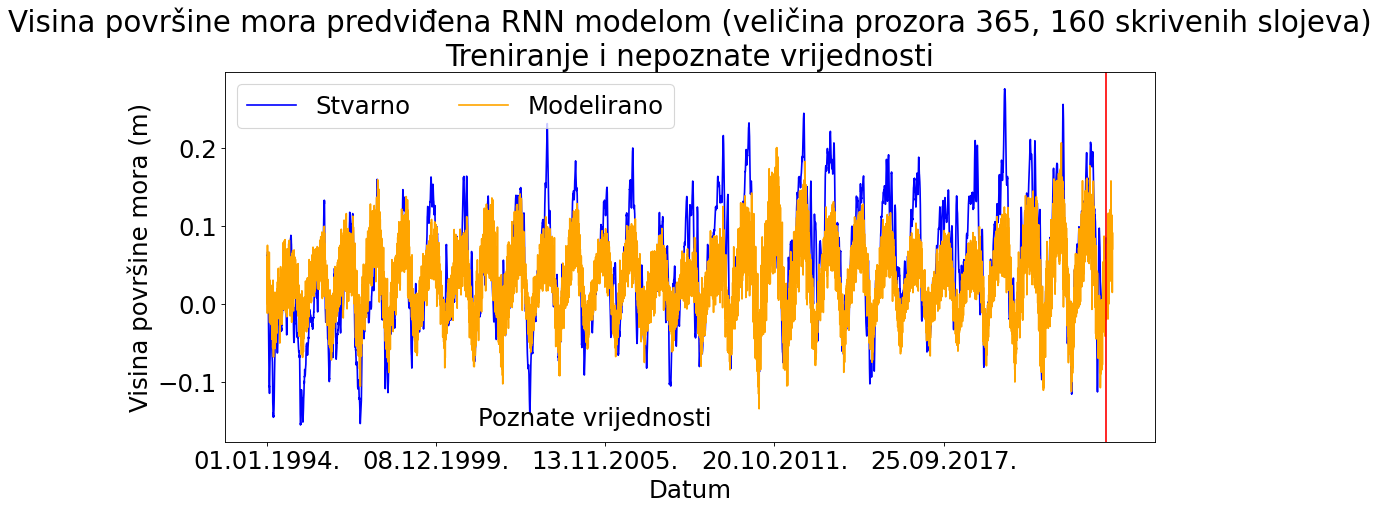 Visina površine mora predviđena RNN modelom (veličina prozora 365, 160 skrivenih slojeva)
Treniranje i nepoznate vrijednosti
Stvarno
Modelirano
Visina površine mora (m)
0.2
0.1
0.0
−0.1
Poznate vrijednosti
01.01.1994.
08.12.1999.
13.11.2005.
20.10.2011.
25.09.2017.
Datum